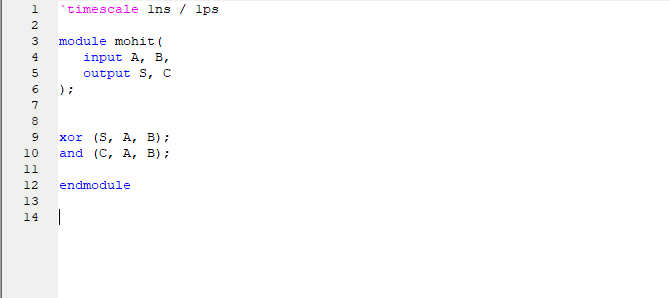 1 `timescale 1ns / 1ps
2
3 module mohit(
4 input A, B,
5 output S, C
6 );
7
8
9 xor (S, A, B);
10 and (C, A, B);
11
12 endmodule
13
14